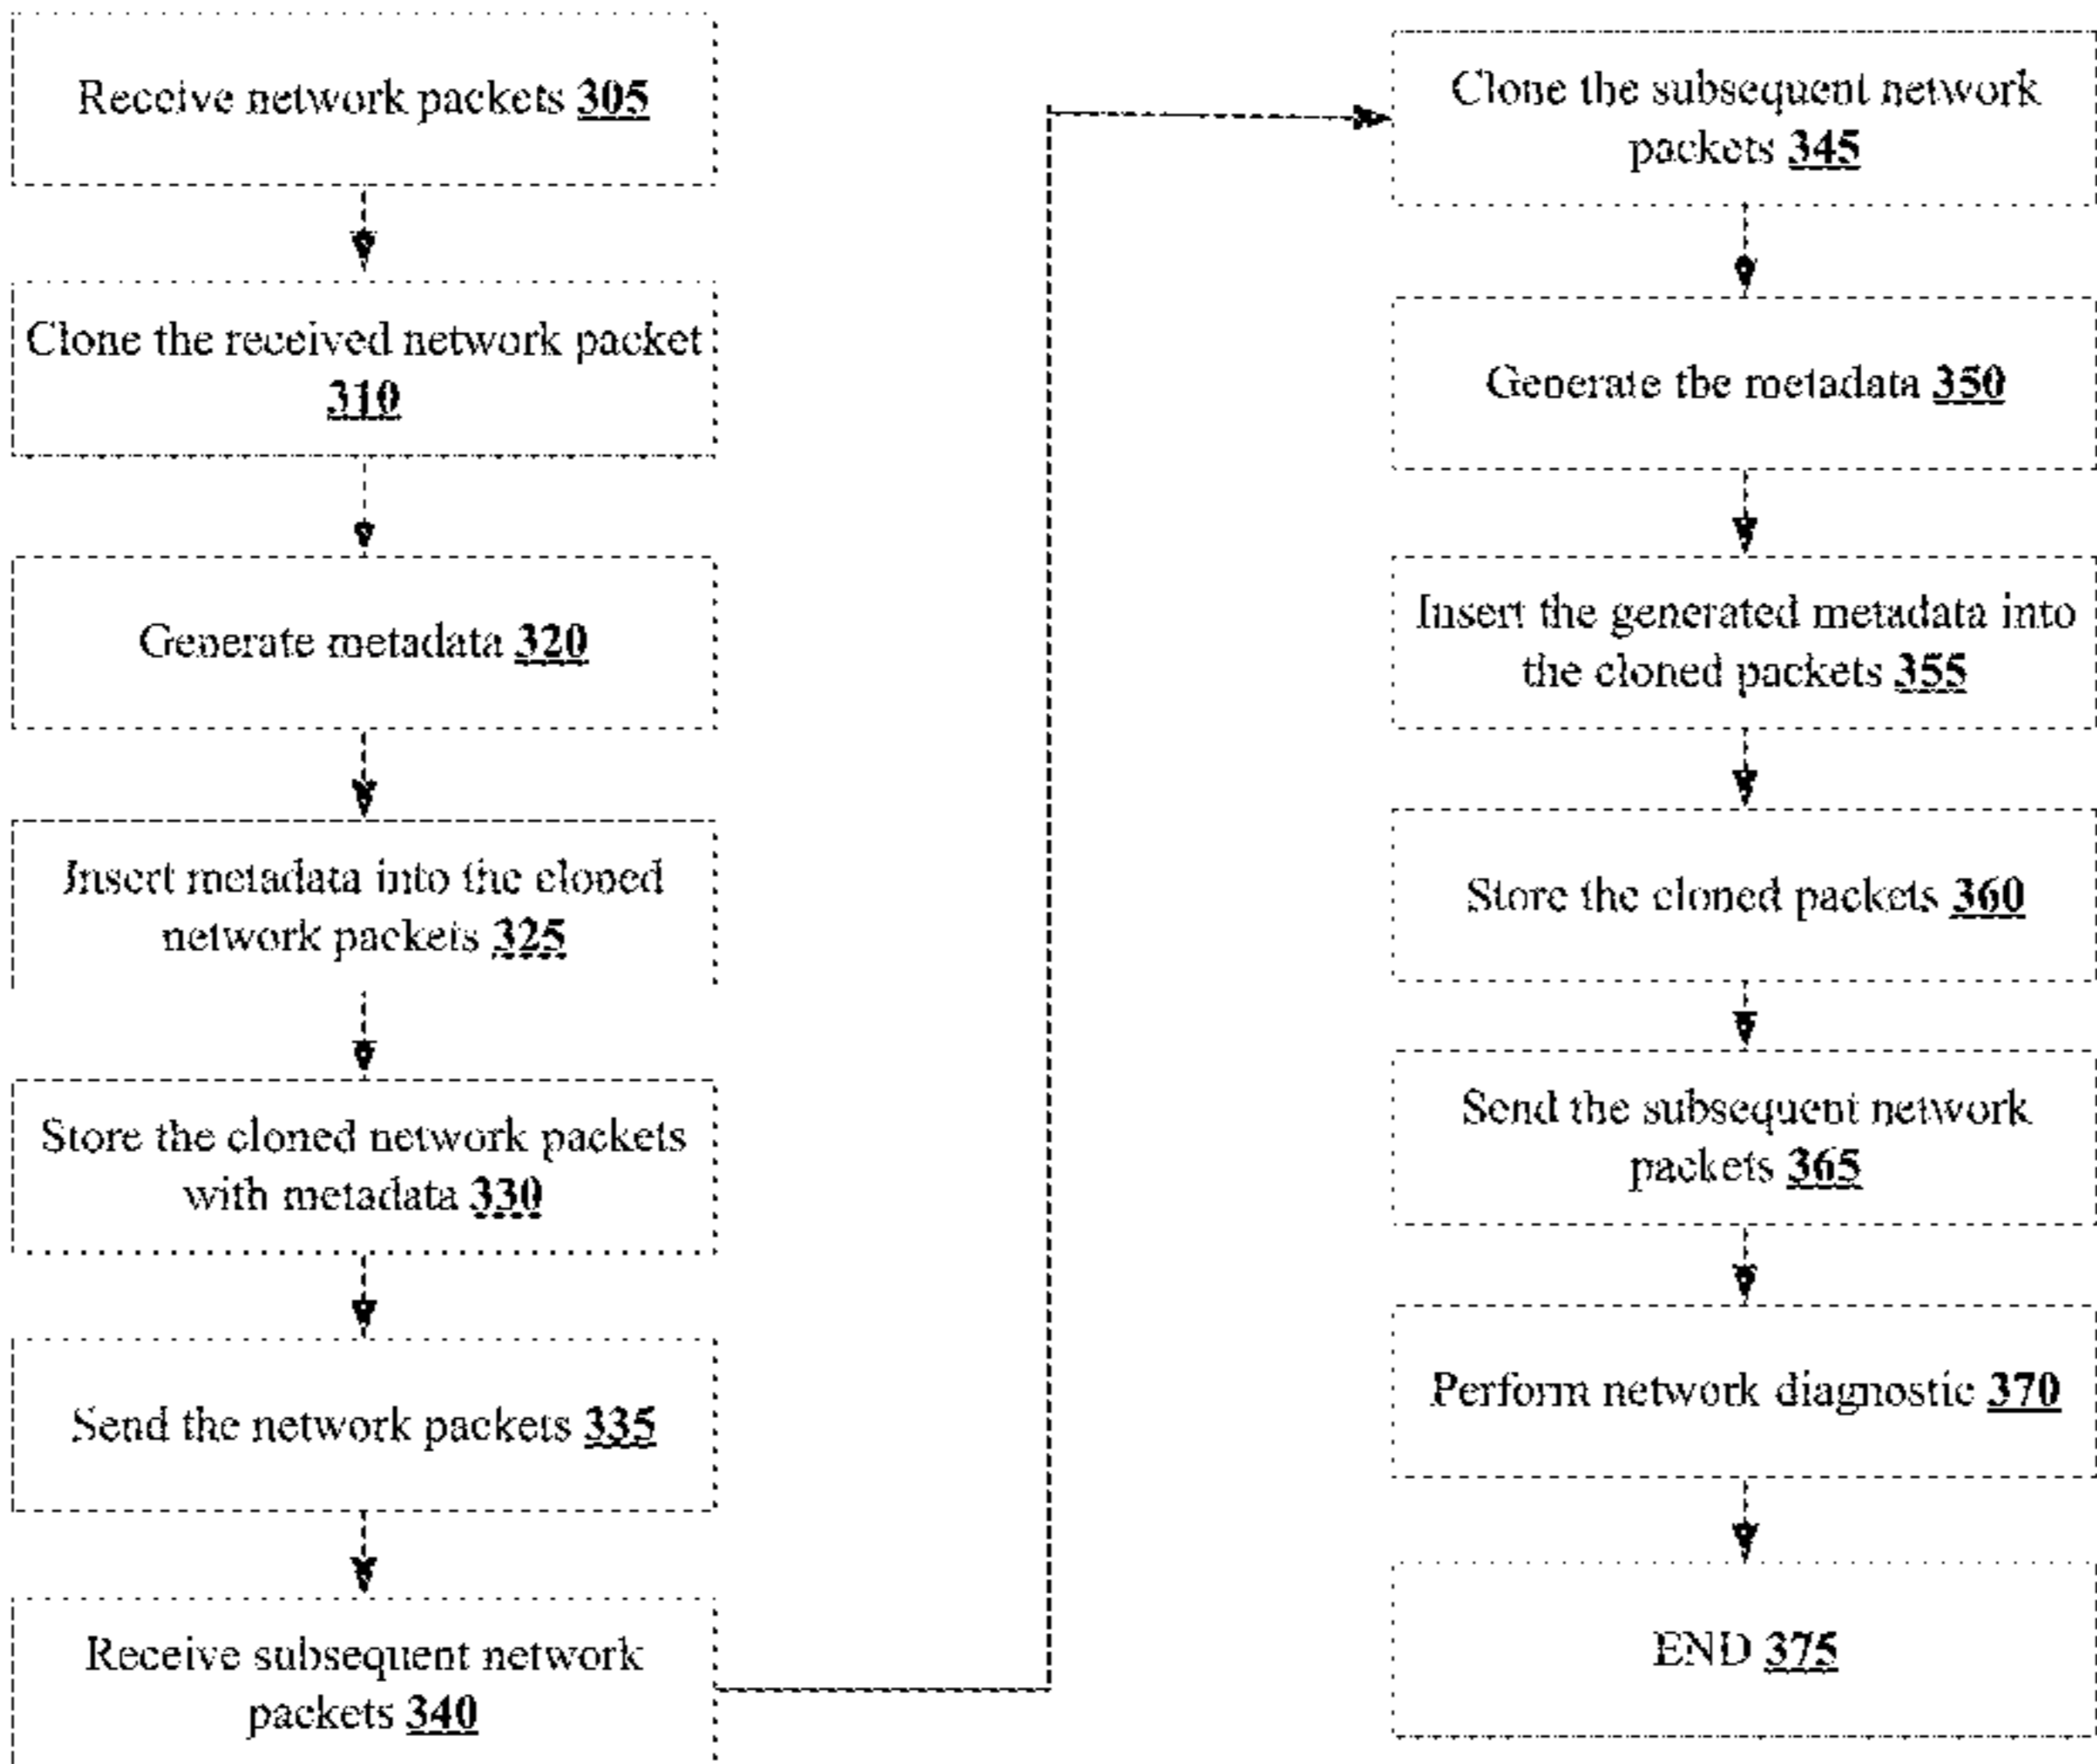 Receive network packets 305
Clone the received network packet
310
Generate metadata 320
Insert metadata into the cloned
network packets 325
Store the cloned network packets
with metadata 330
Send the network packets 335
Receive subsequent network
packets 340
Clone the subsequent network
packets 345
Generate the metadata 350
Insert the generated metadata into
the cloned packets 355
Store the cloned packets 360
Send the subsequent network
packets 365
Perform network diagnostic 370
END 375